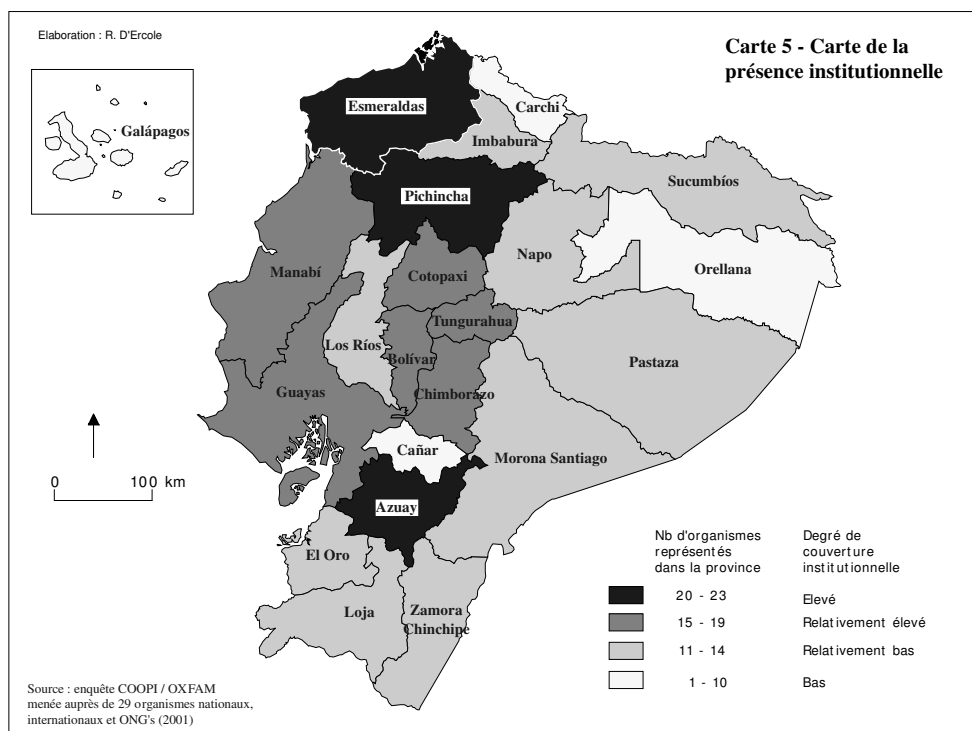 Elaboration : R. D'Ercole
Carte 5 - Carte de la
présence institutionnelle
Galápagos
Esmeraldas
Carchi
Imbabura
Sucumbíos
Pichincha
Napo
Orellana
Manabí
Cotopaxi
Tungurahua
Los Ríos
Bolívar
Pastaza
Guayas
Chimborazo
Cañar
Morona Santiago
Azuay
El Oro
Loja
Zamora
Chinchipe
0 100 km
Nb d'organismes
représentés
dans la province
Degré de
couverture
institutionnelle
20 - 23 Elevé
15 - 19 Relativement élevé
11 - 14 Relativement bas
1 - 10 Bas
Source : enquête COOPI / OXFAM
menée auprès de 29 organismes nationaux,
internationaux et ONG's (2001)